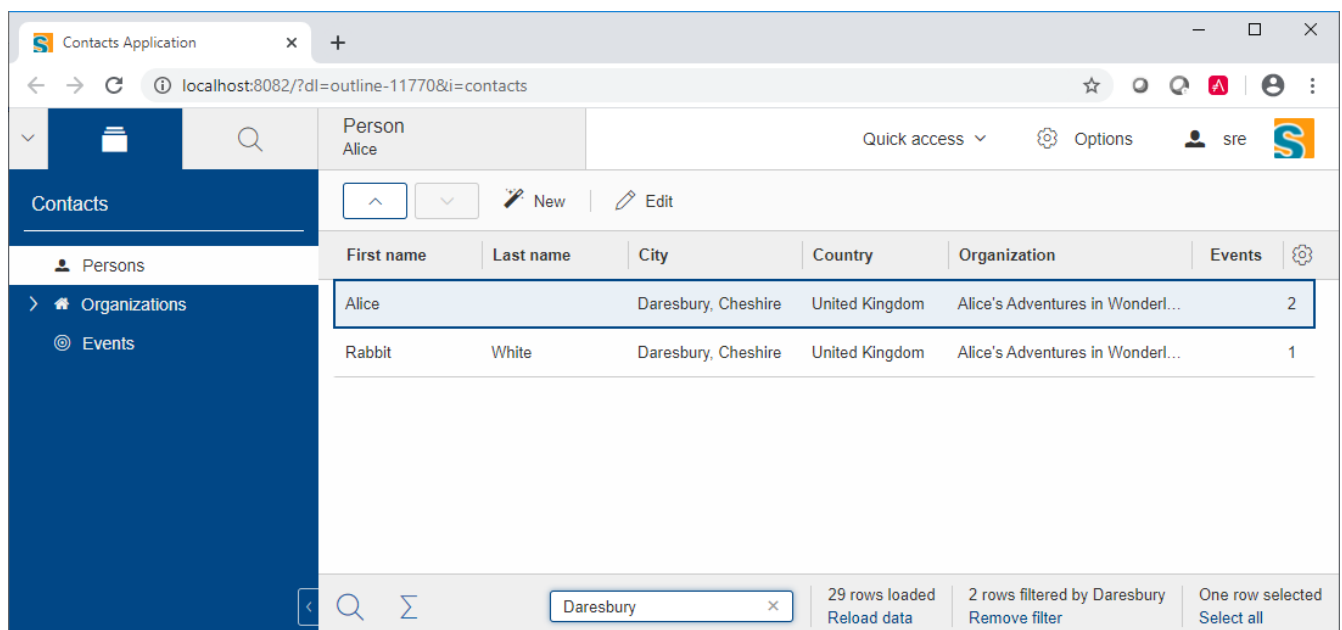 Contacts Application
localhost:8082/?dl=outline-11770&i=contacts
Person
Alice
Quick access
Options
sre
Contacts
New
Edit
Persons
Organizations
Events
First name Last name City Country Organization Events
Alice Daresbury, Cheshire United Kingdom Alice's Adventures in Wonderl... 2
Rabbit White Daresbury, Cheshire United Kingdom Alice's Adventures in Wonderl... 1
Daresbury
29 rows loaded
Reload data
2 rows filtered by Daresbury
Remove filter
One row selected
Select all